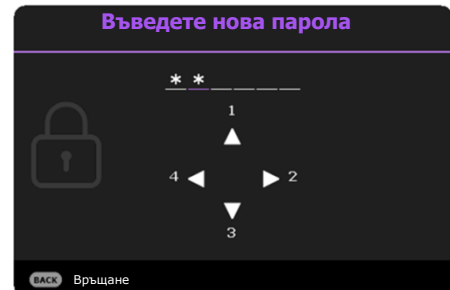 Въведете нова парола
* * _ _ _ _
1
4 2
3
BACK Връщане